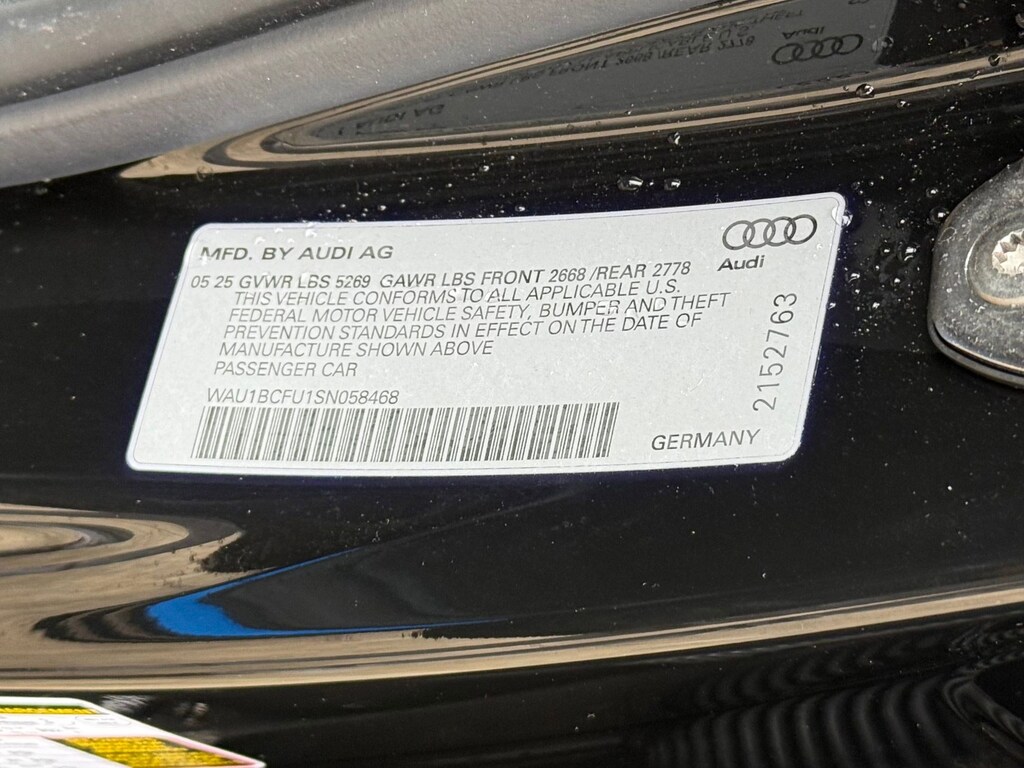 MFD. BY AUDI AG
Audi
05 25 GVWR LBS 5269 GAWR LBS FRONT 2668 /REAR 2778
THIS VEHICLE CONFORMS TO ALL APPLICABLE U.S.
FEDERAL MOTOR VEHICLE SAFETY, BUMPER AND THEFT
PREVENTION STANDARDS IN EFFECT ON THE DATE OF
MANUFACTURE SHOWN ABOVE
PASSENGER CAR
WAU1BCFU1SN058468
GERMANY
2152763